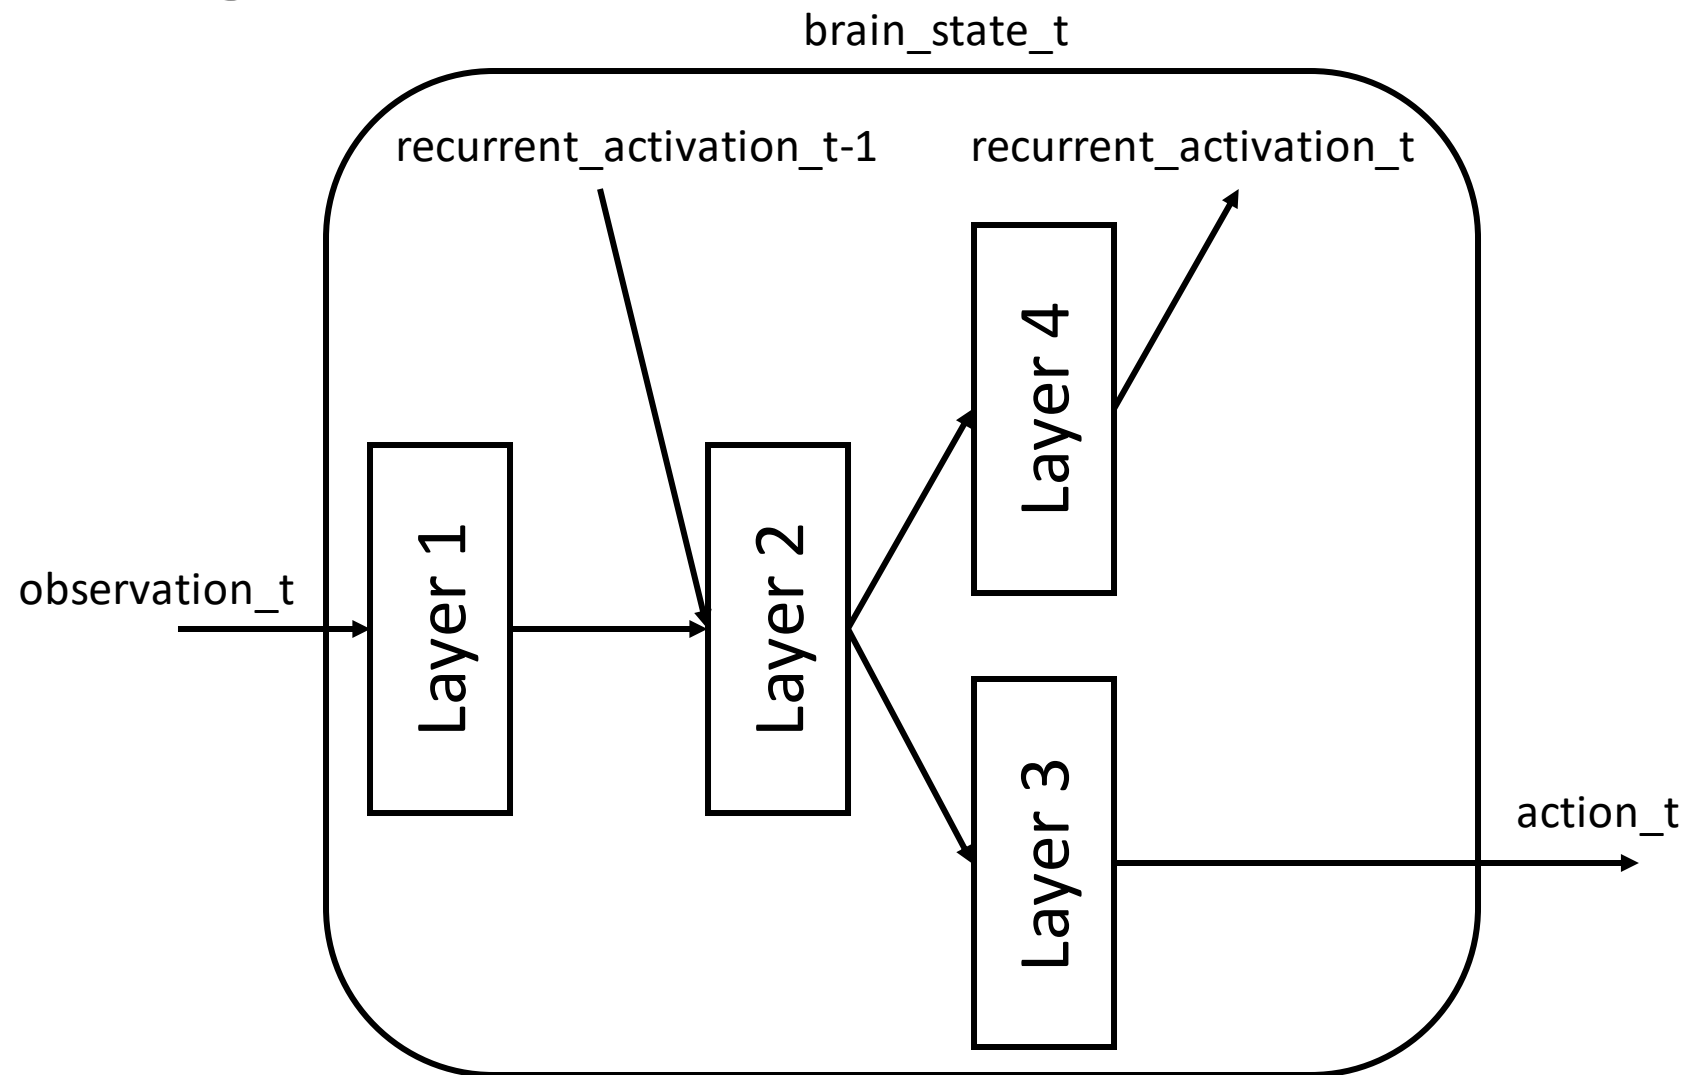 brain_state_t
recurrent_activation_t-1
recurrent_activation_t
Layer 4
Layer 1
Layer 2
observation_t
Layer 3
action_t